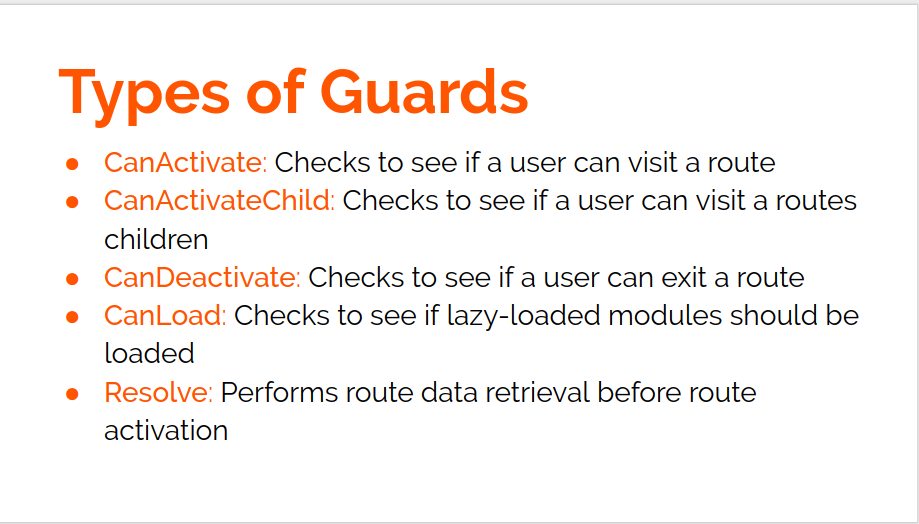 Types of Guards
● CanActivate: Checks to see if a user can visit a route
● CanActivateChild: Checks to see if a user can visit a routes
children
● CanDeactivate: Checks to see if a user can exit a route
● CanLoad: Checks to see if lazy-loaded modules should be
loaded
● Resolve: Performs route data retrieval before route
activation